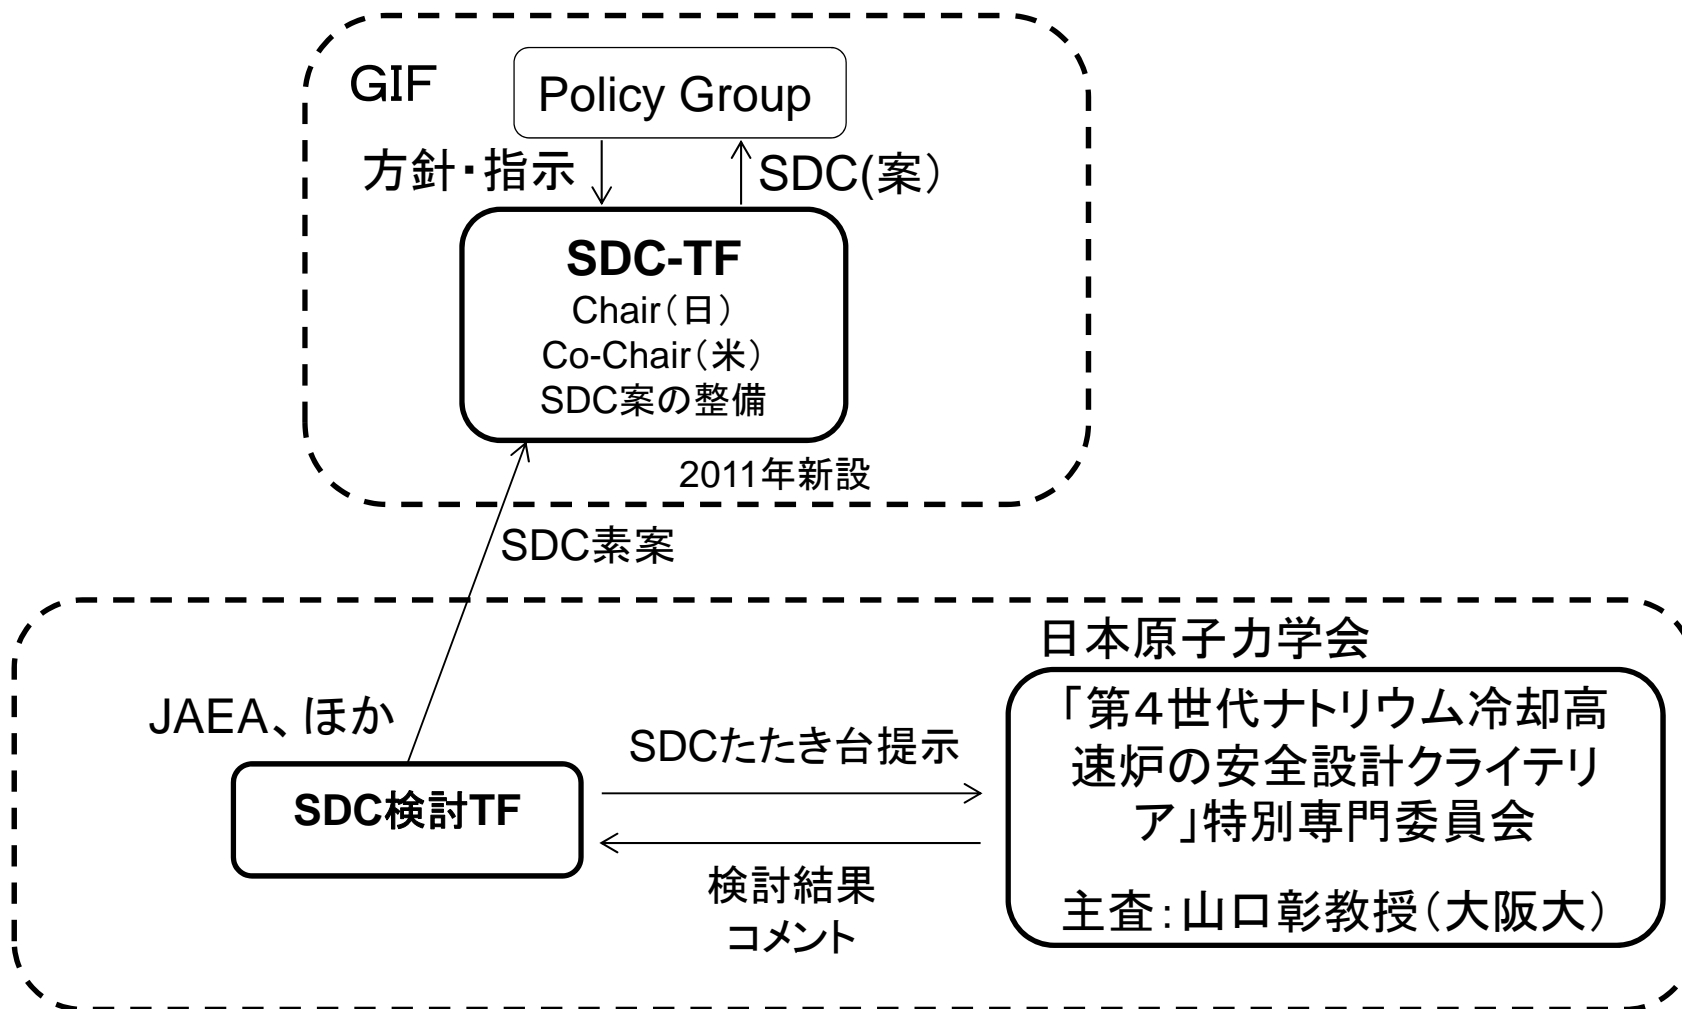 GIF
Policy Group
方針・指示
SDC(案）
SDC-TF
Chair（日）
Co-Chair（米）
SDC案の整備
2011年新設
SDC素案
日本原子力学会
JAEA、ほか
「第４世代ナトリウム冷却高
速炉の安全設計クライテリ
ア」特別専門委員会
主査：山口彰教授（大阪大）
SDCたたき台提示
SDC検討TF
検討結果
コメント